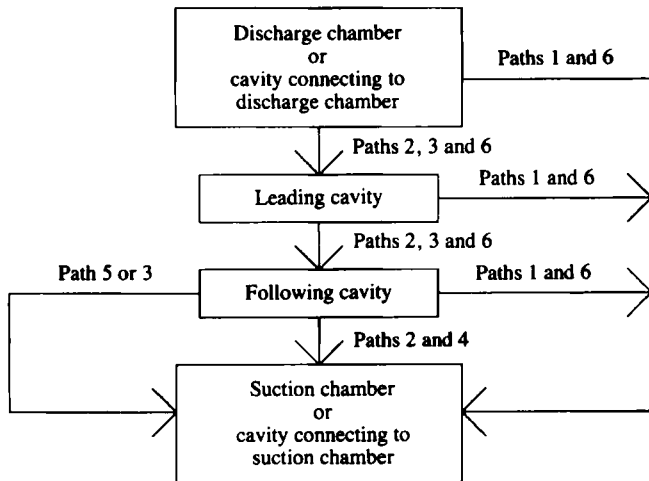 Discharge chamber
or
cavity connecting to
discharge chamber
Paths 1 and 6
Paths 2, 3 and 6
Leading cavity
Paths 1 and 6
Paths 2, 3 and 6
Path 5 or 3
Following cavity
Paths 1 and 6
Paths 2 and 4
Suction chamber
or
cavity connecting to
suction chamber